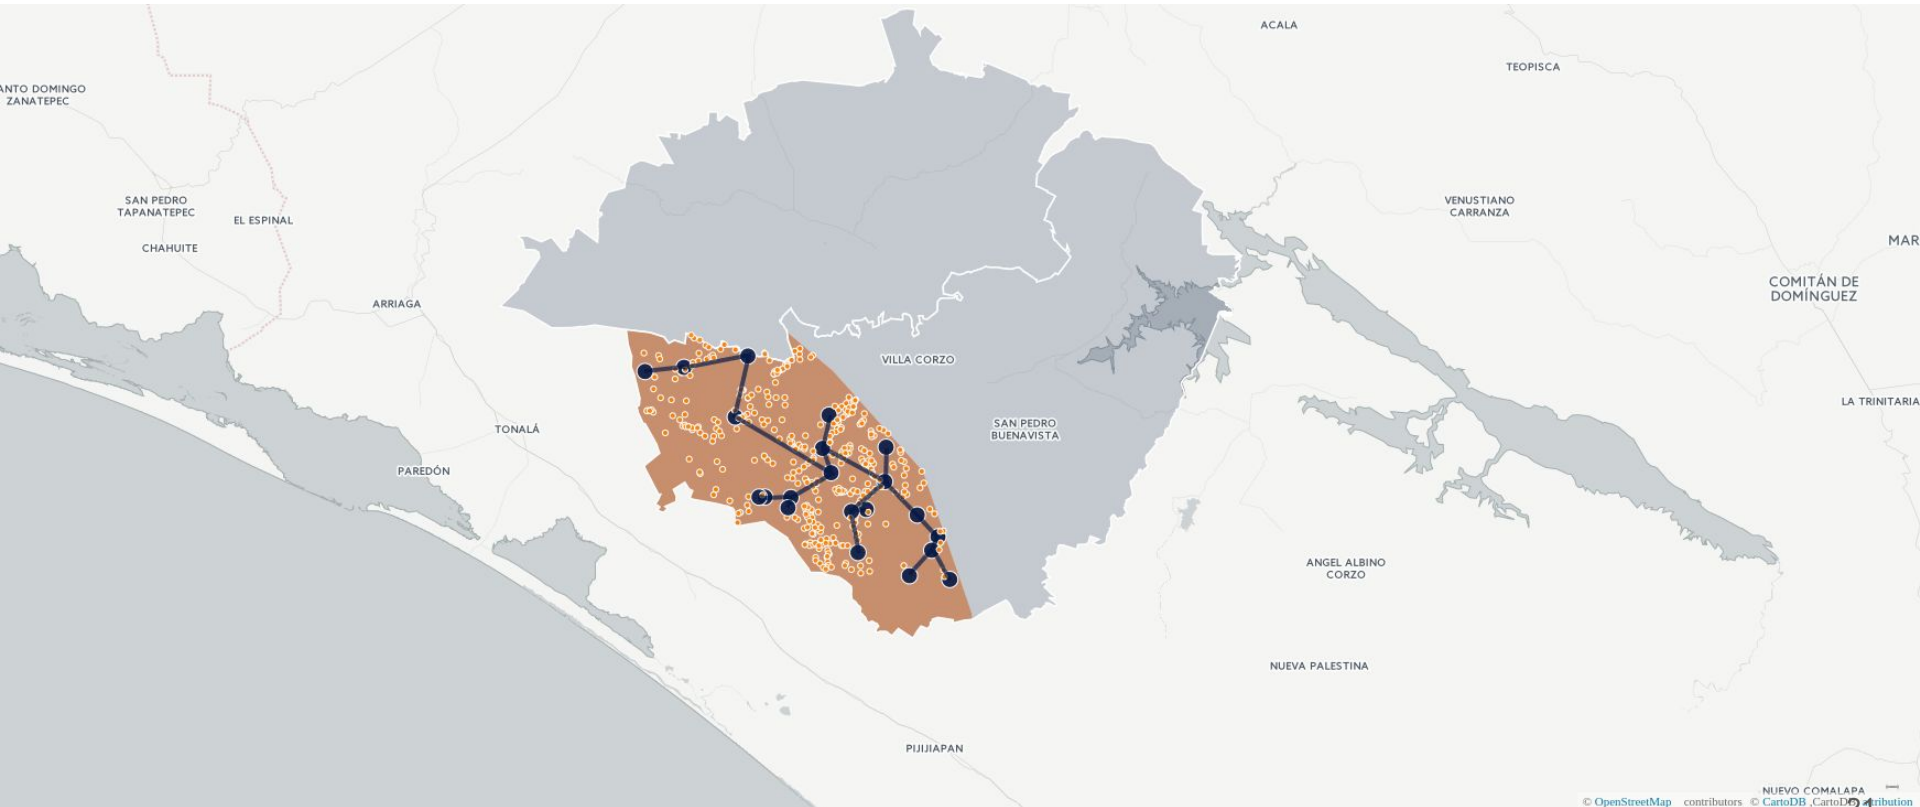 ACALA
TEOPISCA
ANTO DOMINGO
ZANATEPEC
SAN PEDRO
TAPANATEPEC
EL ESPINAL
CHAHUITE
VENUSTIANO
CARRANZA
MAR
COMITÁN DE
DOMÍNGUEZ
ARRIAGA
VILLA CORZO
LA TRINITARIA
TONALÁ
SAN PEDRO
BUENAVISTA
PAREDÓN
ANGEL ALBINO
CORZO
NUEVA PALESTINA
PIJIJIAPAN
NUEVO COMALAPA
© OpenStreetMap contributors © CartoDB ,CartoDB attribution